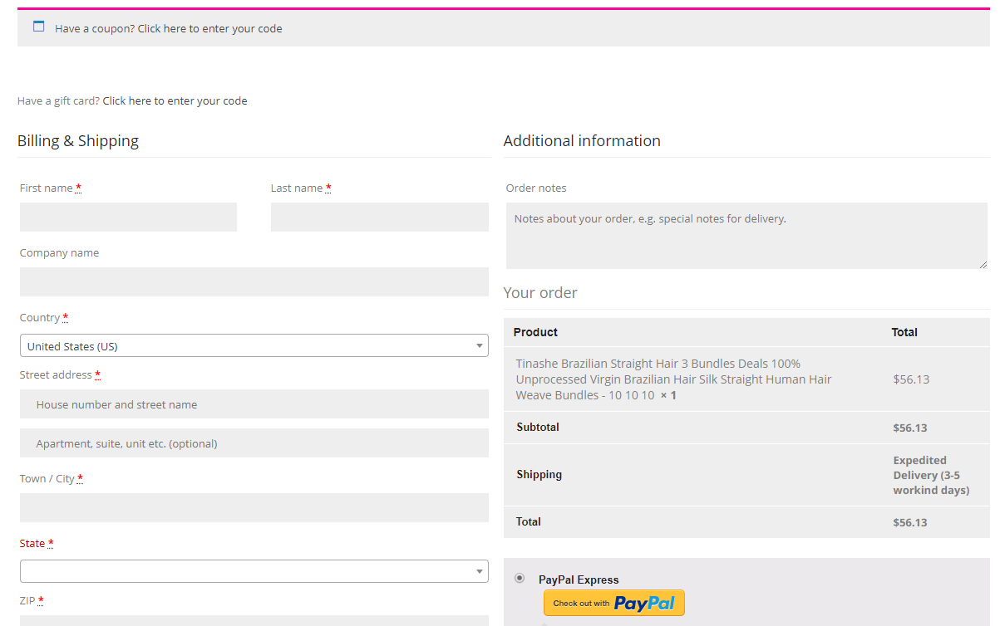 Have a coupon? Click here to enter your code
Have a gift card? Click here to enter your code
Billing & Shipping
First name *
Last name *
Company name
Country *
United States (US)
Street address *
House number and street name
Apartment, suite, unit etc. (optional)
Town / City *
State *
ZIP *
Additional information
Order notes
Notes about your order, e.g. special notes for delivery.
Your order
Product Total
Tinashe Brazilian Straight Hair 3 Bundles Deals 100%
Unprocessed Virgin Brazilian Hair Silk Straight Human Hair
Weave Bundles - 10 10 10 × 1
$56.13
Subtotal $56.13
Shipping
Expedited
Delivery (3-5
workind days)
Total $56.13
PayPal Express
Check out with PayPal